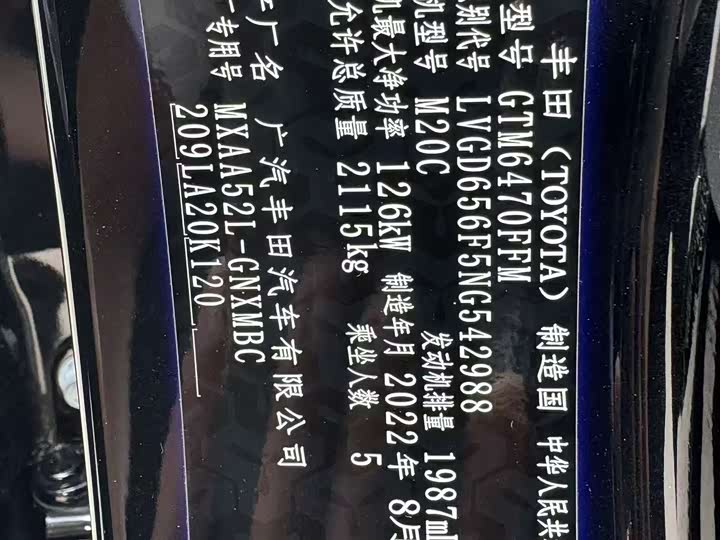 丰田（TOYOTA） 制造国 中华人民共
型号 GTM6470FFM
别代号 LVGD656F5NG542988
机型号 M20C 发动机排量 1987ml
机最大净功率 126kW 制造年月 2022年 8月
允许总质量 2115kg 乘坐人数 5
厂名 广汽丰田汽车有限公司
专用号 MXAA52L-GNXMBC
209LA20K120